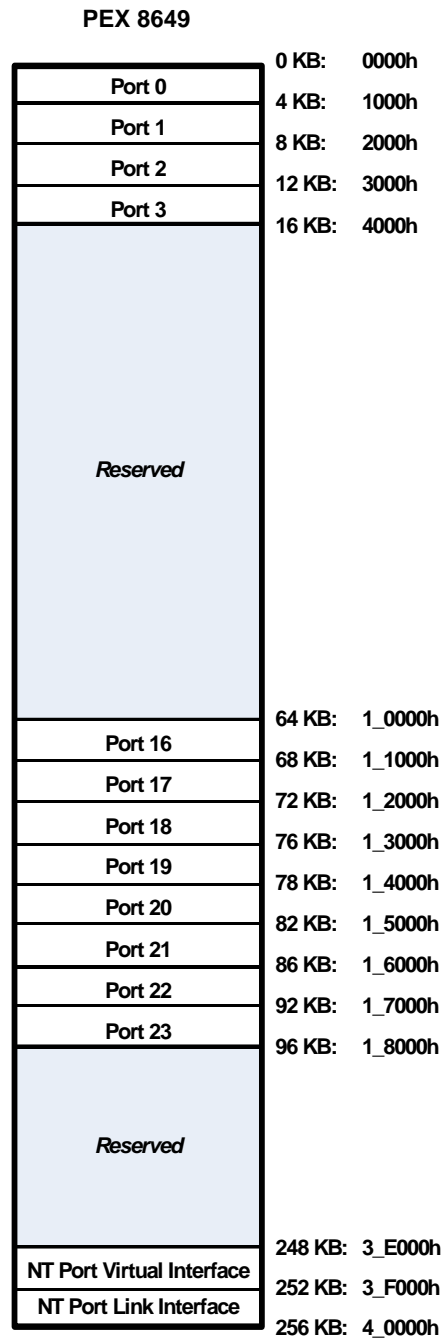 PEX 8649
0 KB: 0000h
Port 0
4 KB: 1000h
Port 1
8 KB: 2000h
Port 2
12 KB: 3000h
Port 3
16 KB: 4000h
Reserved
64 KB: 1_0000h
Port 16
68 KB: 1_1000h
Port 17
72 KB: 1_2000h
Port 18
76 KB: 1_3000h
Port 19
78 KB: 1_4000h
Port 20
82 KB: 1_5000h
Port 21
86 KB: 1_6000h
Port 22
92 KB: 1_7000h
Port 23
96 KB: 1_8000h
Reserved
248 KB: 3_E000h
NT Port Virtual Interface
252 KB: 3_F000h
NT Port Link Interface
256 KB: 4_0000h